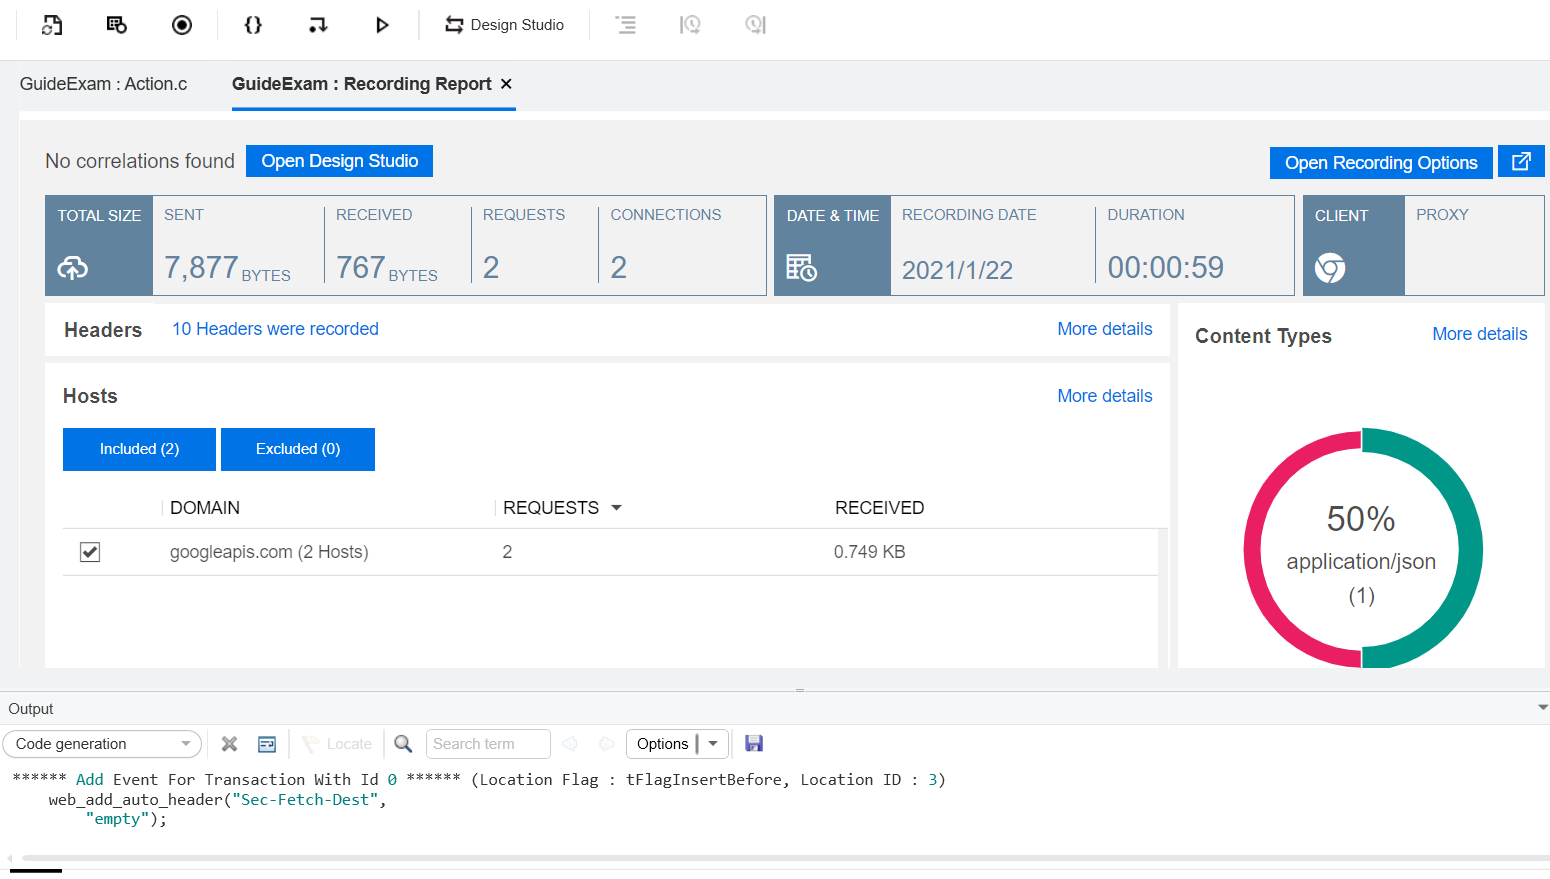 Design Studio
GuideExam : Action.c
GuideExam : Recording Report
No correlations found
Open Design Studio
Open Recording Options
TOTAL SIZE
SENT
7,877 BYTES
RECEIVED
767 BYTES
REQUESTS
2
CONNECTIONS
2
DATE & TIME
RECORDING DATE
2021/1/22
DURATION
00:00:59
CLIENT
PROXY
Headers
10 Headers were recorded
More details
Content Types
More details
Hosts
More details
Included (2)
Excluded (0)
DOMAIN REQUESTS RECEIVED
googleapis.com (2 Hosts) 2 0.749 KB
50%
application/json
(1)
Output
Code generation
Locate
Search term
Options
****** Add Event For Transaction With Id 0 ****** (Location Flag : tFlagInsertBefore, Location ID : 3)
web_add_auto_header("Sec-Fetch-Dest",
"empty");